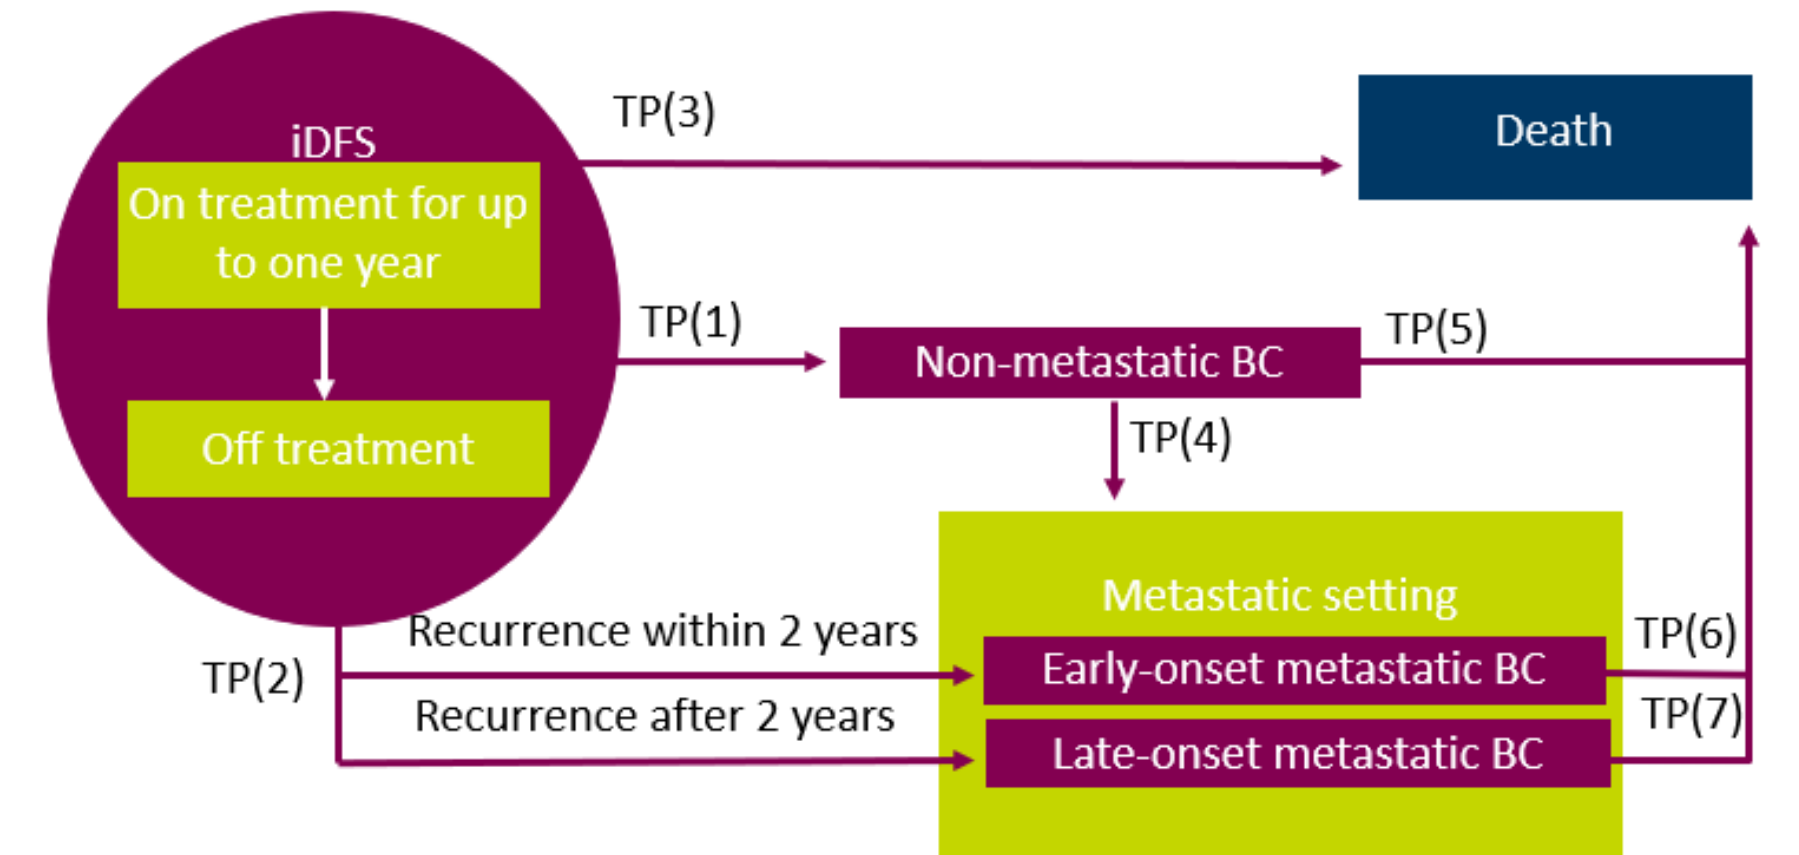 TP(3)
Death
iDFS
On treatment for up
to one year
TP(1)
Non-metastatic BC
TP(5)
Off treatment
TP(4)
Metastatic setting
Recurrence within 2 years
TP(2)
Early-onset metastatic BC
TP(6)
Recurrence after 2 years
Late-onset metastatic BC
TP(7)